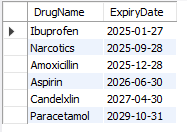 DrugName ExpiryDate
Ibuprofen 2025-01-27
Narcotics 2025-09-28
Amoxicillin 2025-12-28
Aspirin 2026-06-30
Candelxlin 2027-04-30
Paracetamol 2029-10-31